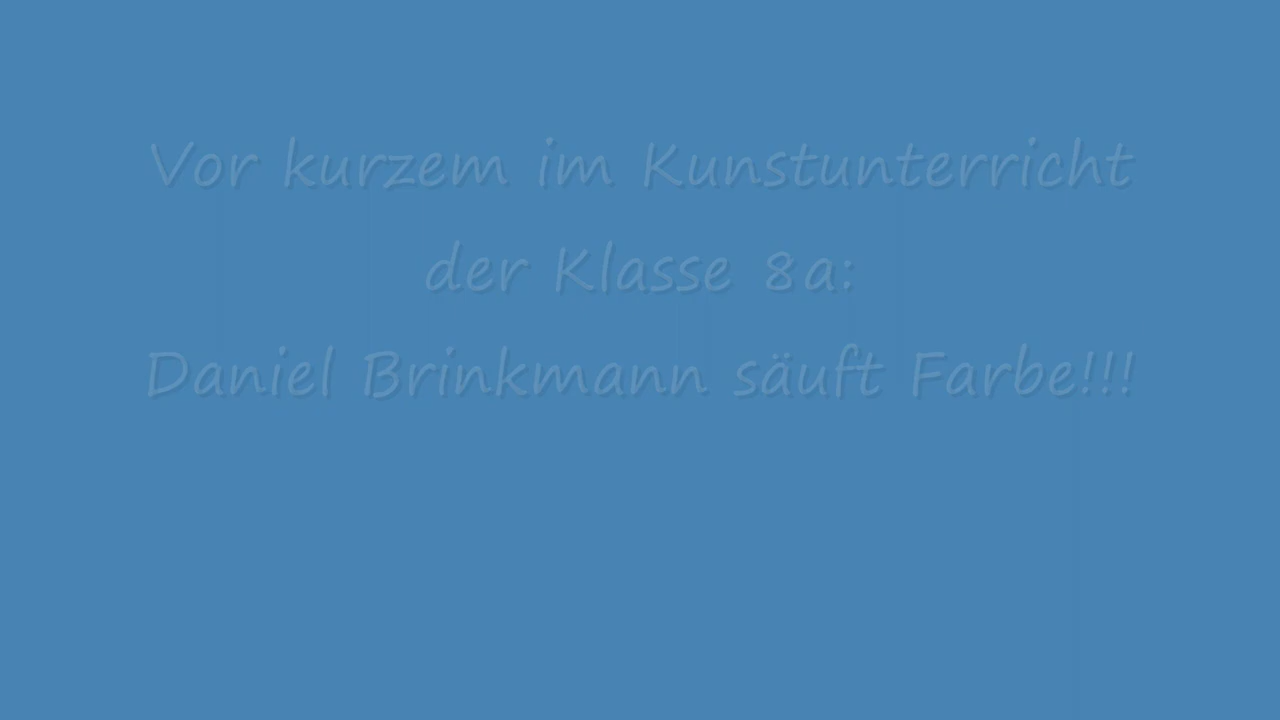 Vor kurzem im Kunstunterricht
der Klasse 8a:
Daniel Brinkmann säuft Farbe!!!